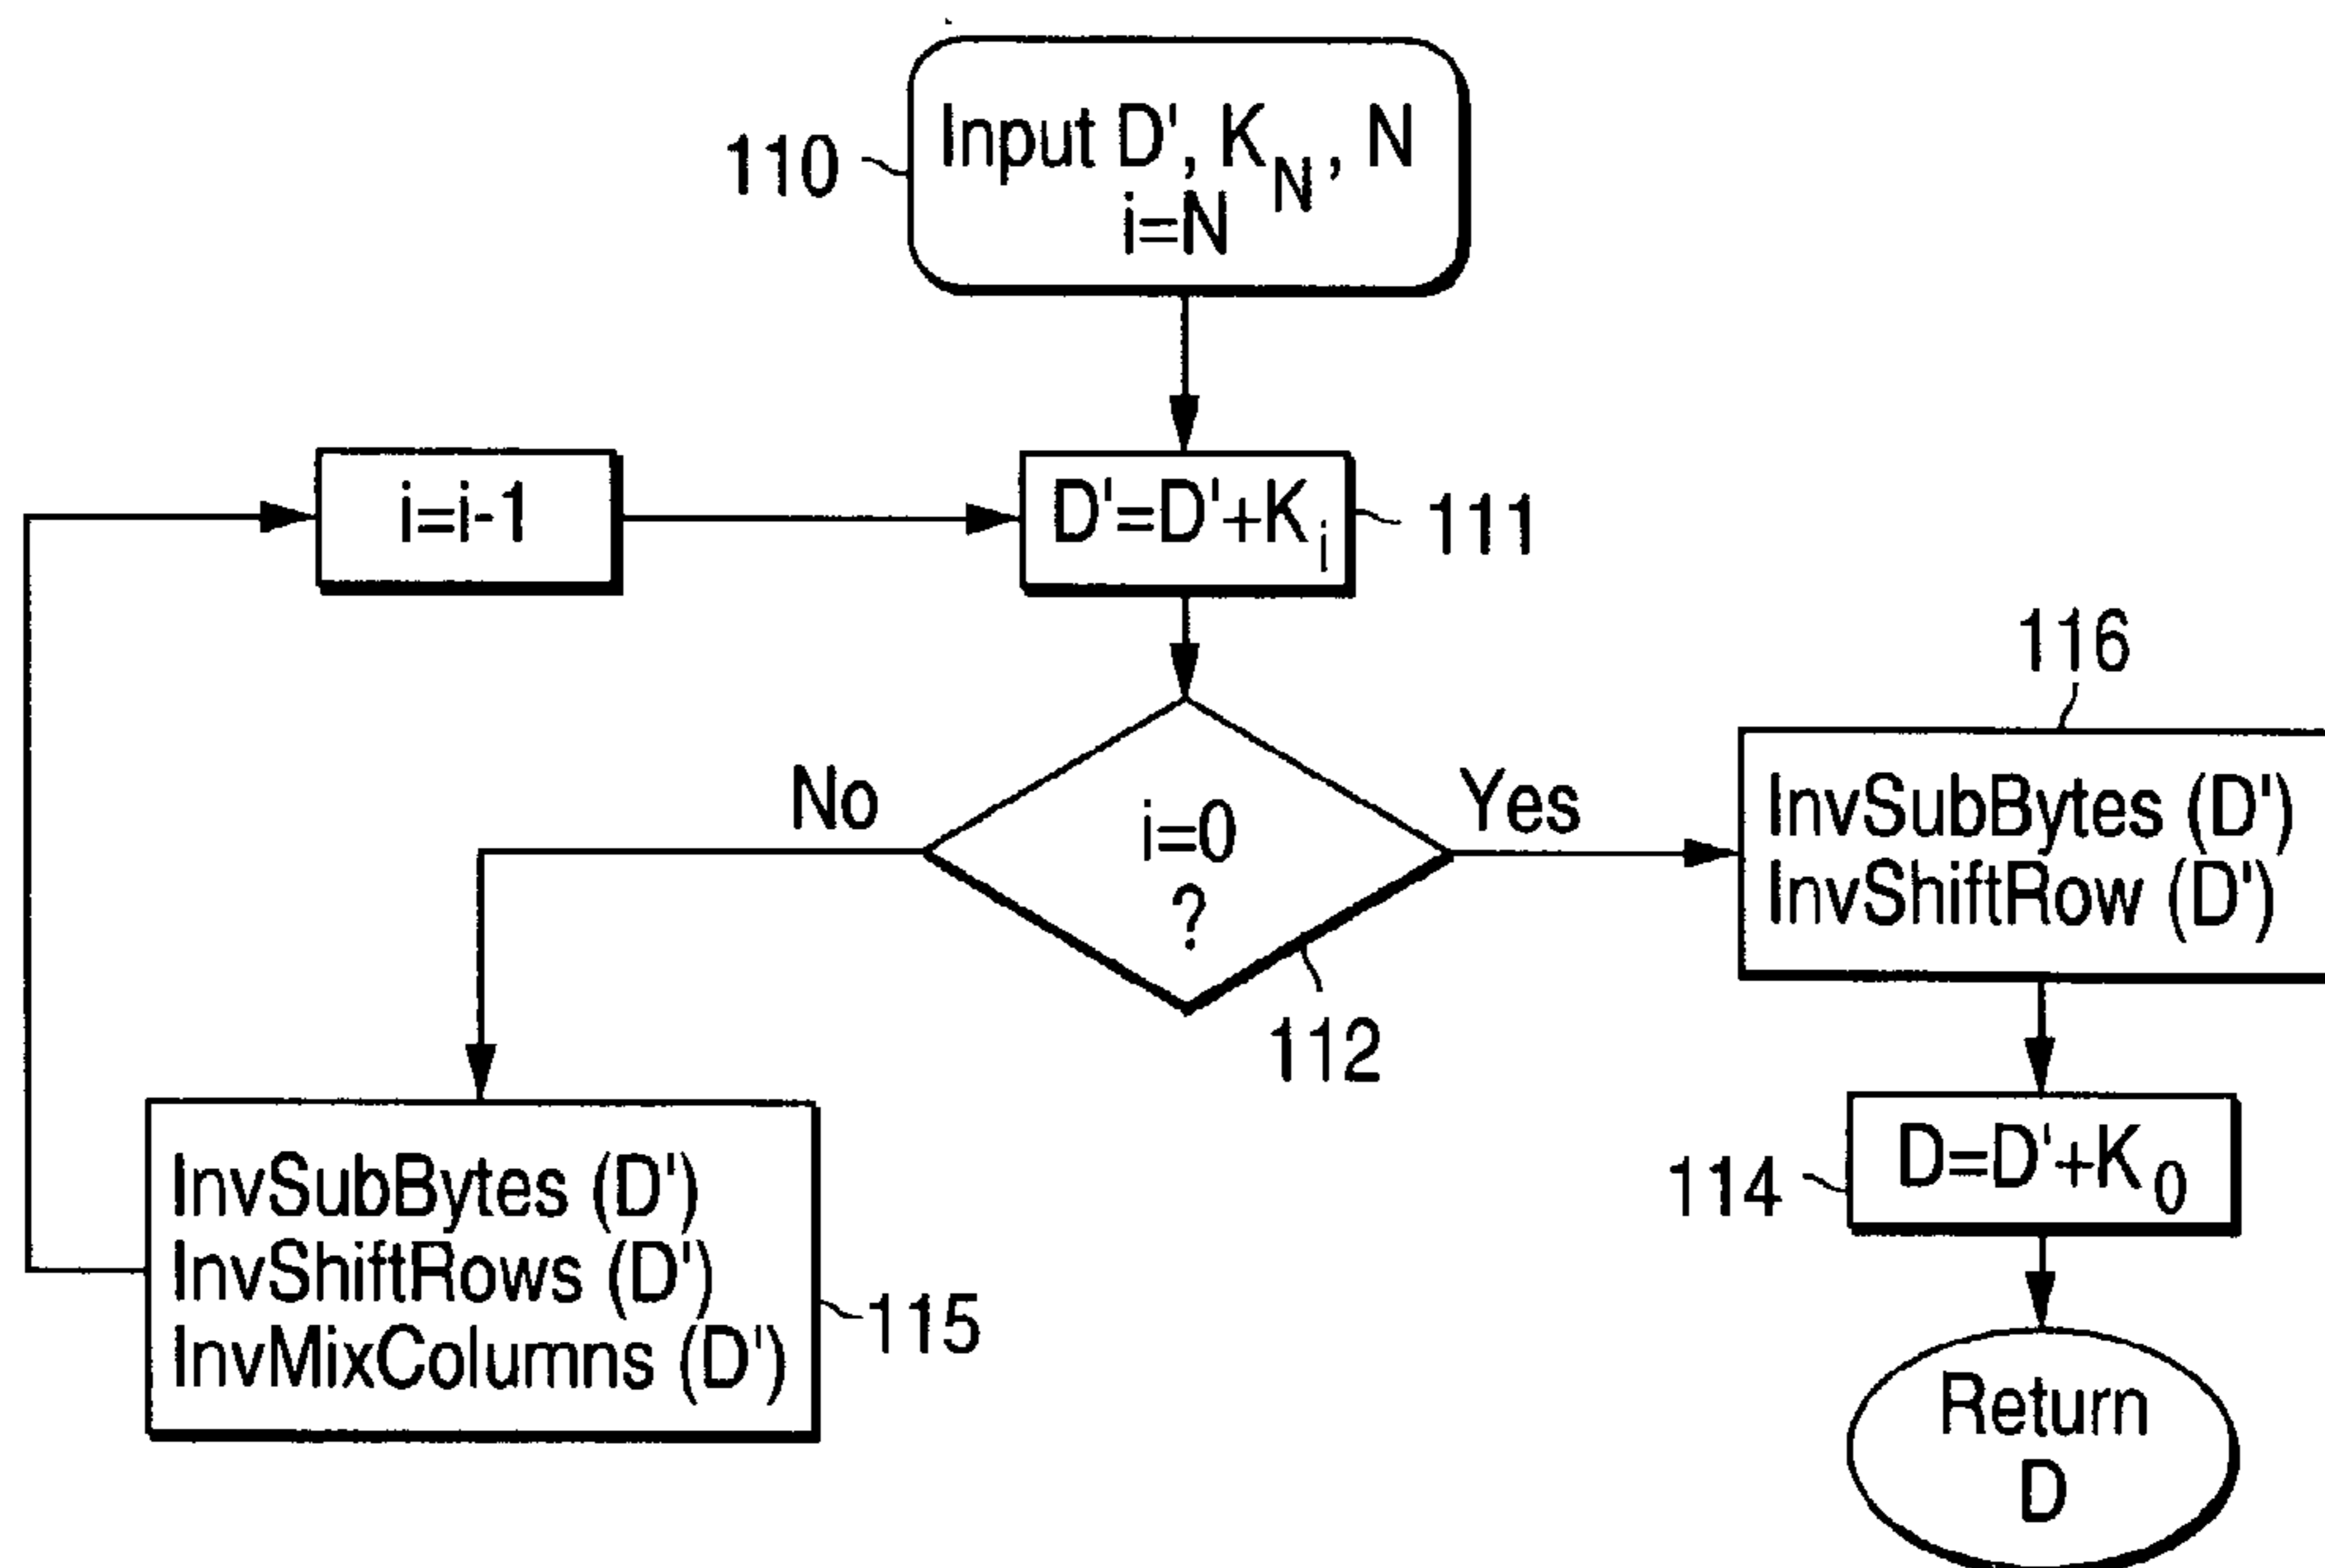 110
Input D', K_N, N
i=N
i=i-1
D'=D'+K_i
111
116
No
i=0
?
Yes
InvSubBytes (D')
InvShiftRow (D')
112
InvSubBytes (D')
InvShiftRows (D')
InvMixColumns (D')
115
114
D=D'+K_0
Return
D